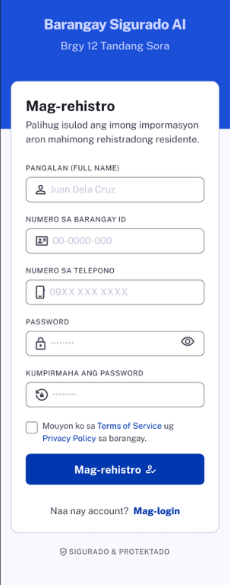 Barangay Sigurado AI
Brgy 12 Tandang Sora
Mag-rehistro
Palihug isulod ang imong impormasyon
aron mahimong rehistradong residente.
PANGALAN (FULL NAME)
Juan Dela Cruz
NUMERO SA BARANGAY ID
00-0000-000
NUMERO SA TELEPONO
09XX XXX XXXX
PASSWORD
••••••••
KUMPIRMAHA ANG PASSWORD
••••••••
Mouyon ko sa Terms of Service ug
Privacy Policy sa barangay.
Mag-rehistro
Naa nay account? Mag-login
SIGURADO & PROTEKTADO